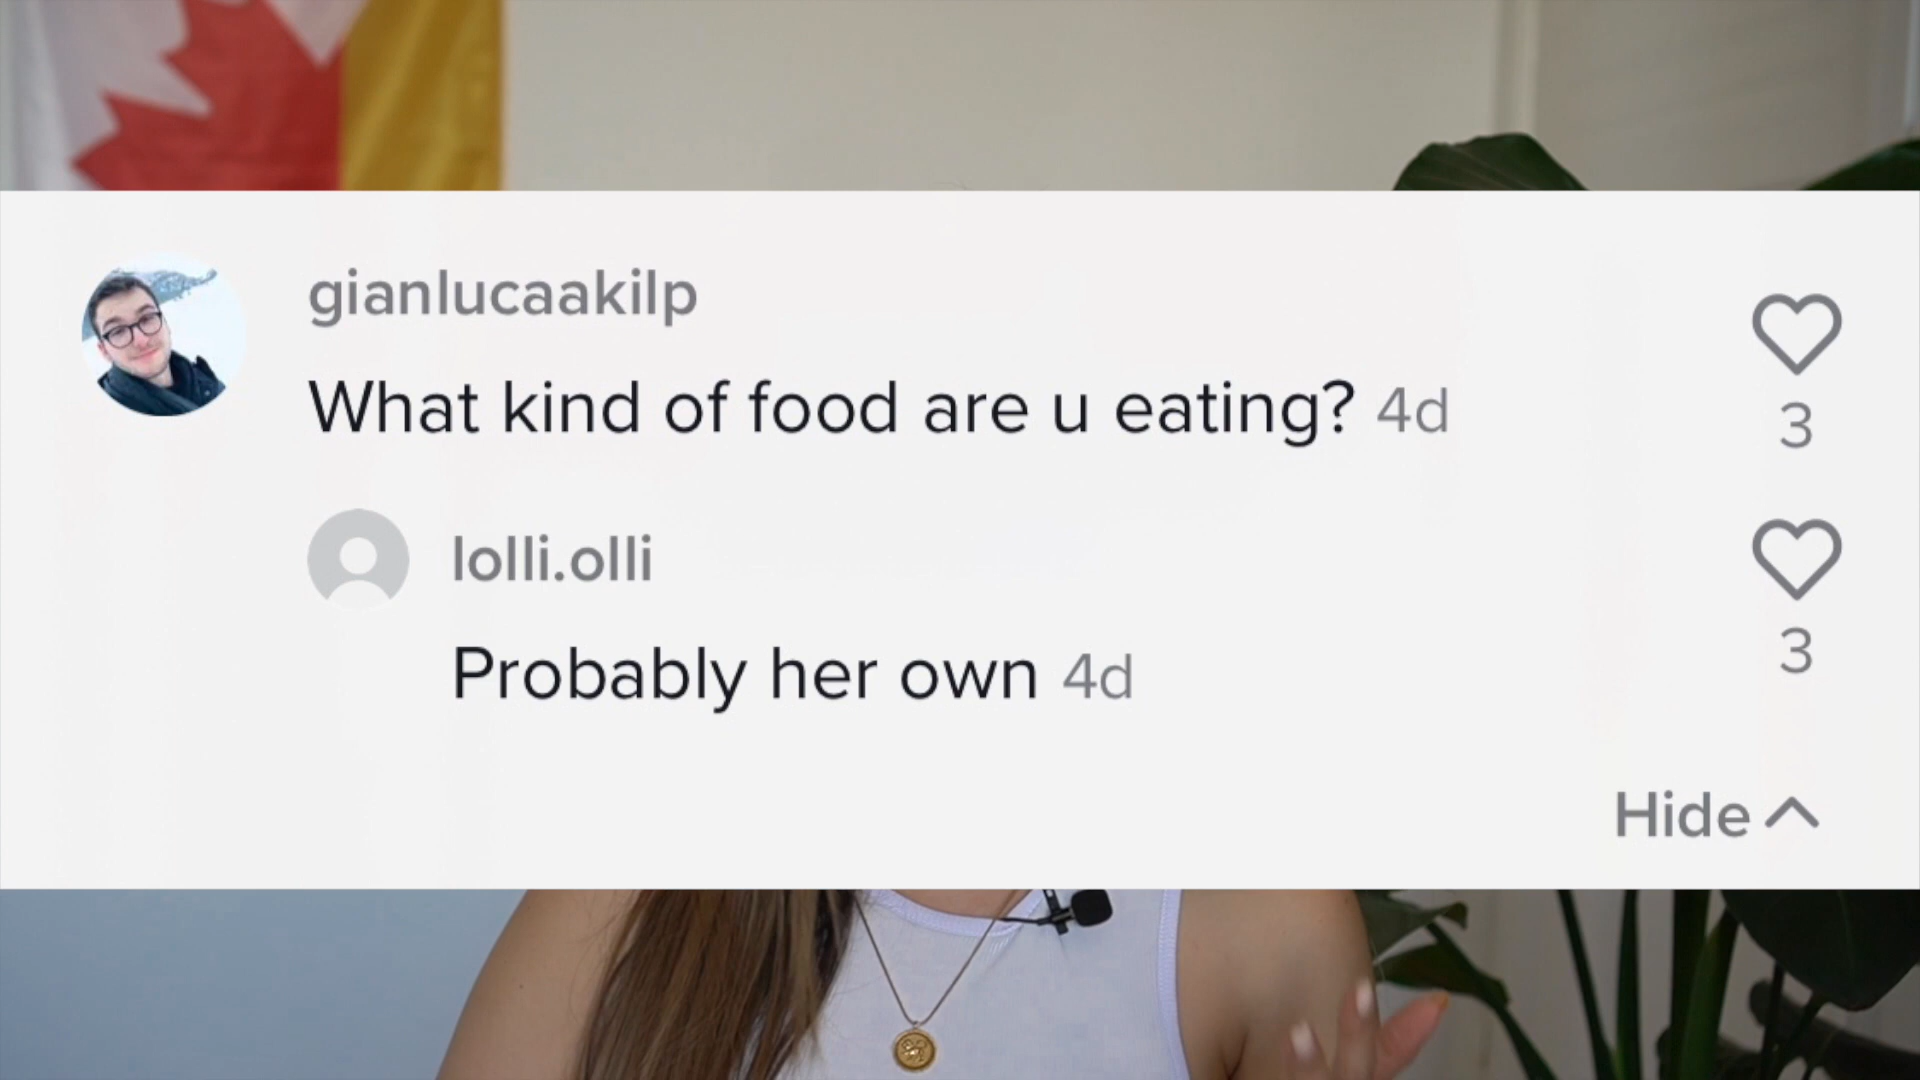 gianlucaakilp
What kind of food are u eating? 4d
3
lolli.olli
Probably her own 4d
3
Hide